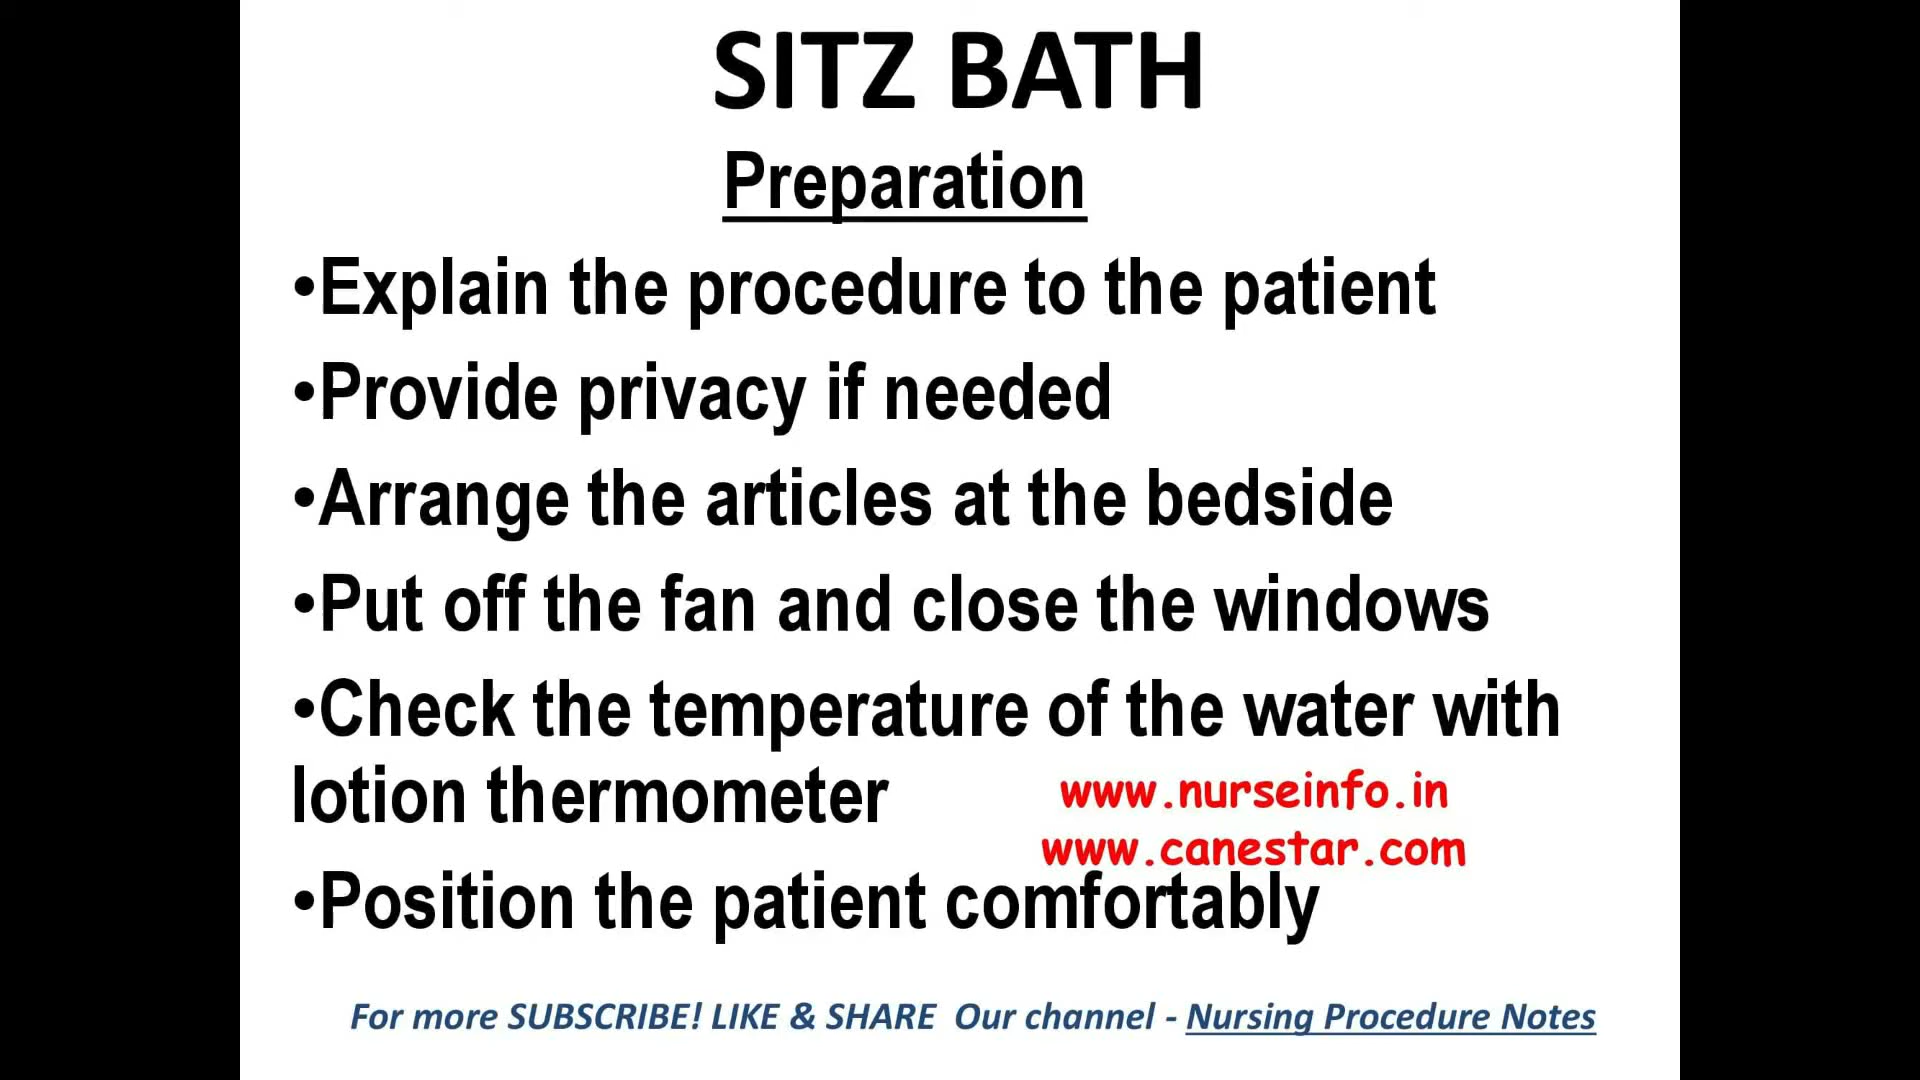 SITZ BATH
Preparation
•Explain the procedure to the patient
•Provide privacy if needed
•Arrange the articles at the bedside
•Put off the fan and close the windows
•Check the temperature of the water with
lotion thermometer
www.nurseinfo.in
www.canestar.com
•Position the patient comfortably
For more SUBSCRIBE! LIKE & SHARE Our channel - Nursing Procedure Notes